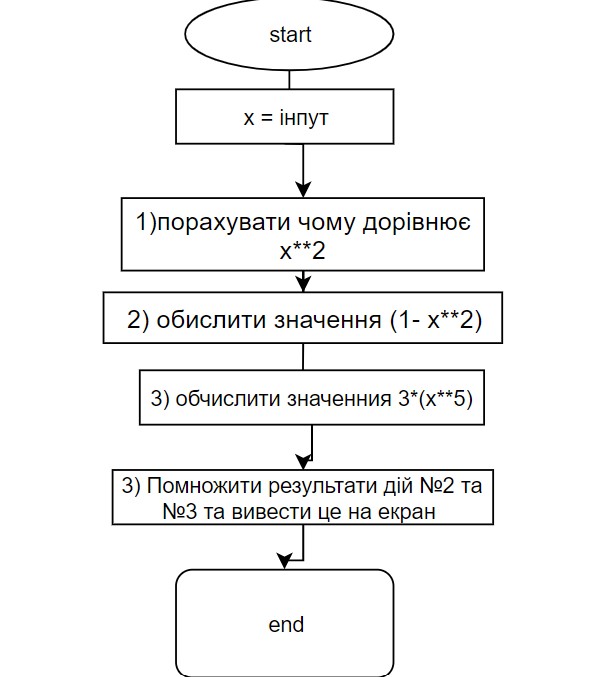 start
x = інпут
1)порахувати чому дорівнює
x**2
2) обислити значення (1- x**2)
3) обчислити значенния 3*(x**5)
3) Помножити результати дій №2 та
№3 та вивести це на екран
end